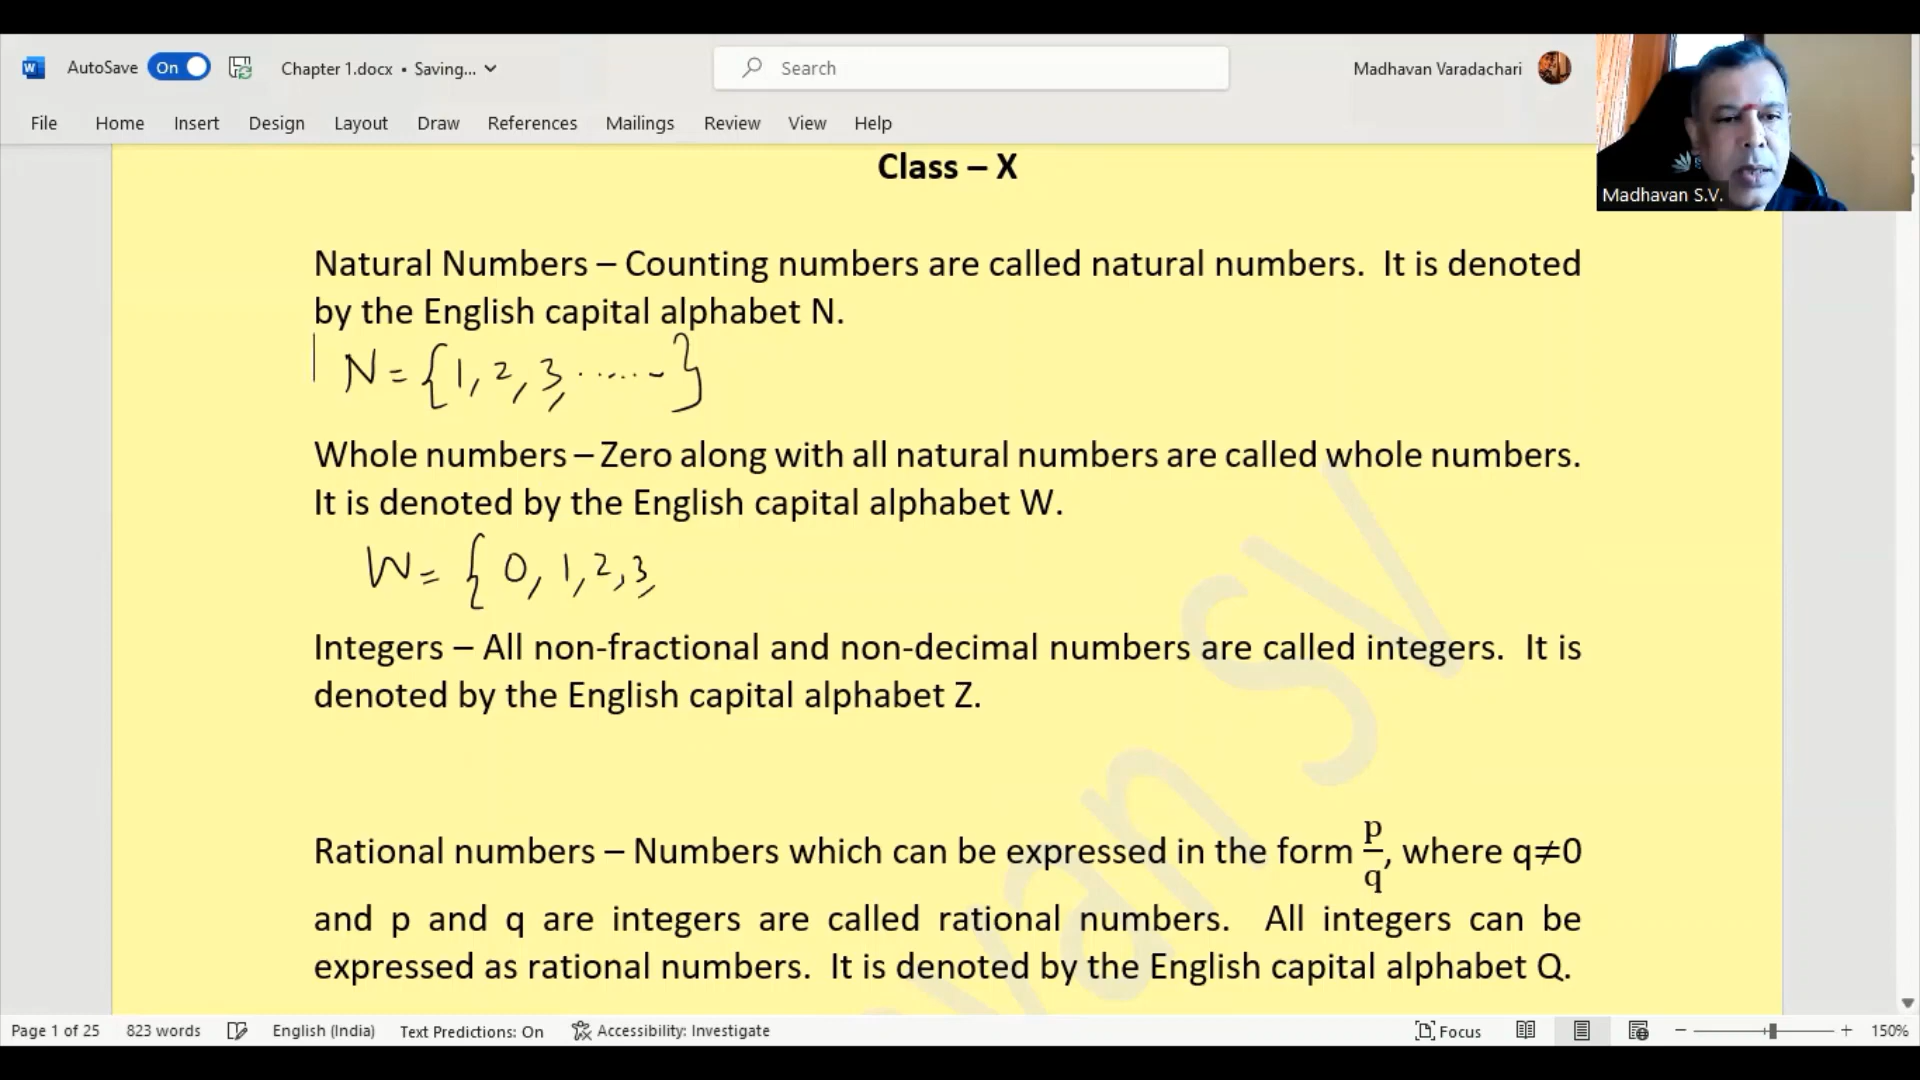 AutoSave On Chapter 1.docx • Saving... Search Madhavan Varadachari
File Home Insert Design Layout Draw References Mailings Review View Help
Madhavan S.V.
Class – X
Natural Numbers – Counting numbers are called natural numbers. It is denoted
by the English capital alphabet N.
N = {1, 2, 3, ......-}
Whole numbers – Zero along with all natural numbers are called whole numbers.
It is denoted by the English capital alphabet W.
W = { 0, 1, 2, 3,
Integers – All non-fractional and non-decimal numbers are called integers. It is
denoted by the English capital alphabet Z.
Rational numbers – Numbers which can be expressed in the form p/q, where q≠0
and p and q are integers are called rational numbers. All integers can be
expressed as rational numbers. It is denoted by the English capital alphabet Q.
van SV
Page 1 of 25 823 words English (India) Text Predictions: On Accessibility: Investigate Focus 150%